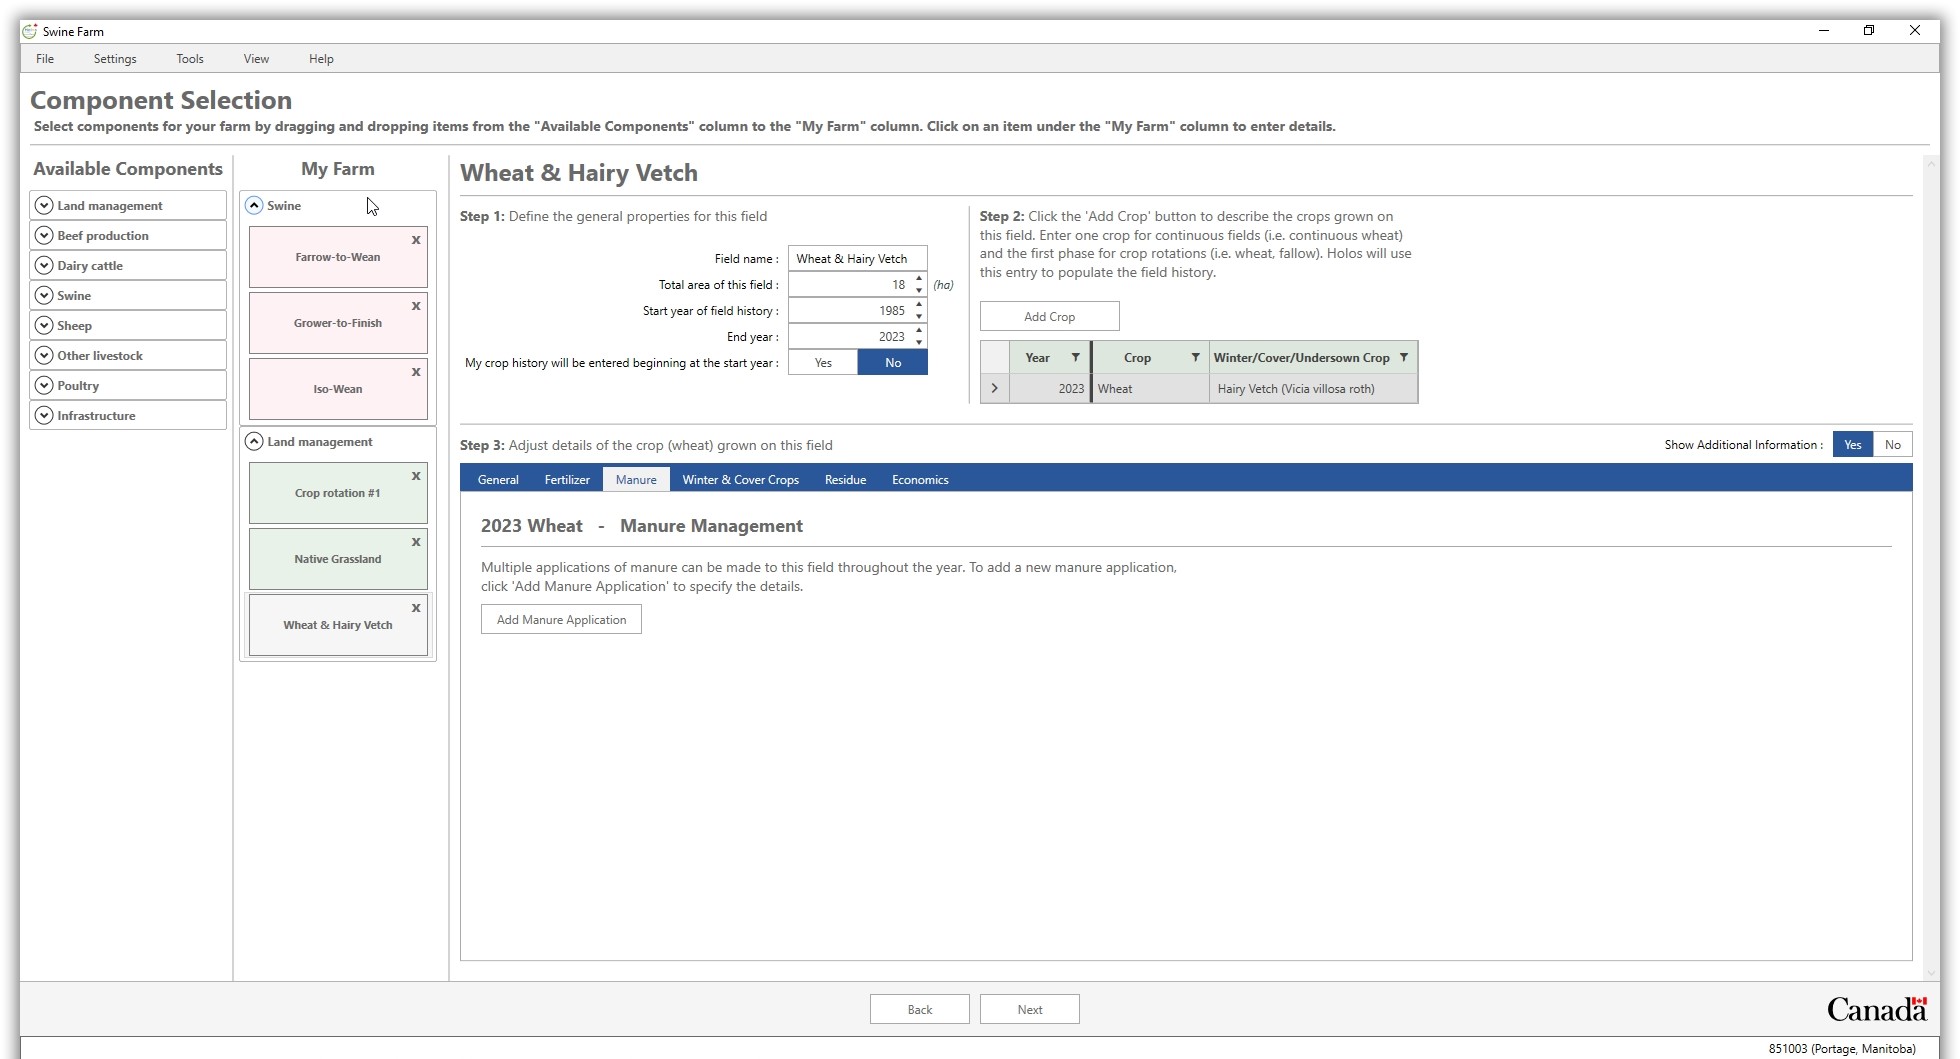 Swine Farm
File Settings Tools View Help
Component Selection
Select components for your farm by dragging and dropping items from the "Available Components" column to the "My Farm" column. Click on an item under the "My Farm" column to enter details.
Available Components
Land management
Beef production
Dairy cattle
Swine
Sheep
Other livestock
Poultry
Infrastructure
My Farm
Swine
x
Farrow-to-Wean
x
Grower-to-Finish
x
Iso-Wean
Land management
x
Crop rotation #1
x
Native Grassland
x
Wheat & Hairy Vetch
Wheat & Hairy Vetch
Step 1: Define the general properties for this field
Field name : Wheat & Hairy Vetch
Total area of this field : 18 (ha)
Start year of field history : 1985
End year : 2023
My crop history will be entered beginning at the start year : Yes No
Step 2: Click the 'Add Crop' button to describe the crops grown on
this field. Enter one crop for continuous fields (i.e. continuous wheat)
and the first phase for crop rotations (i.e. wheat, fallow). Holos will use
this entry to populate the field history.
Add Crop
Year Crop Winter/Cover/Undersown Crop
2023 Wheat Hairy Vetch (Vicia villosa roth)
Step 3: Adjust details of the crop (wheat) grown on this field
Show Additional Information : Yes No
General Fertilizer Manure Winter & Cover Crops Residue Economics
2023 Wheat - Manure Management
Multiple applications of manure can be made to this field throughout the year. To add a new manure application,
click 'Add Manure Application' to specify the details.
Add Manure Application
Back Next
Canada
851003 (Portage, Manitoba)